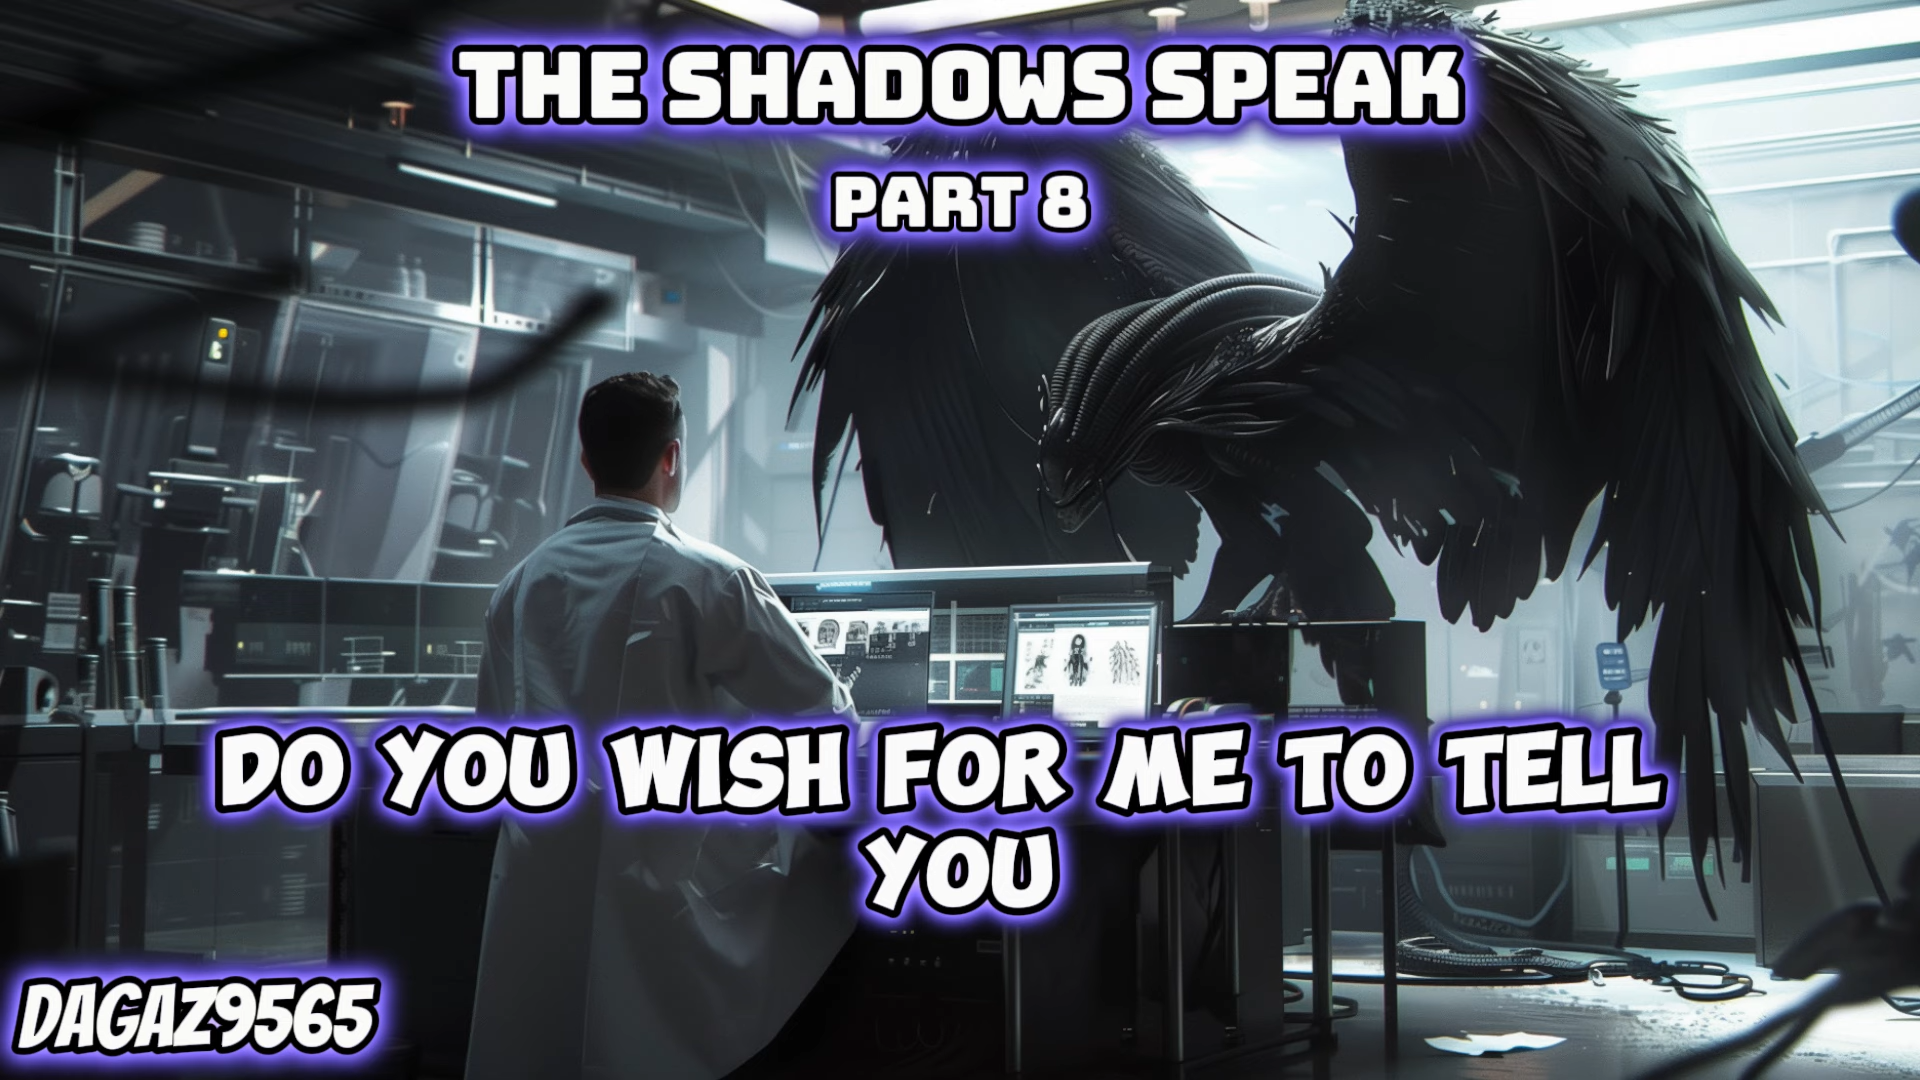 THE SHADOWS SPEAK
PART 8
DO YOU WISH FOR ME TO TELL
YOU
DAGAZ9565